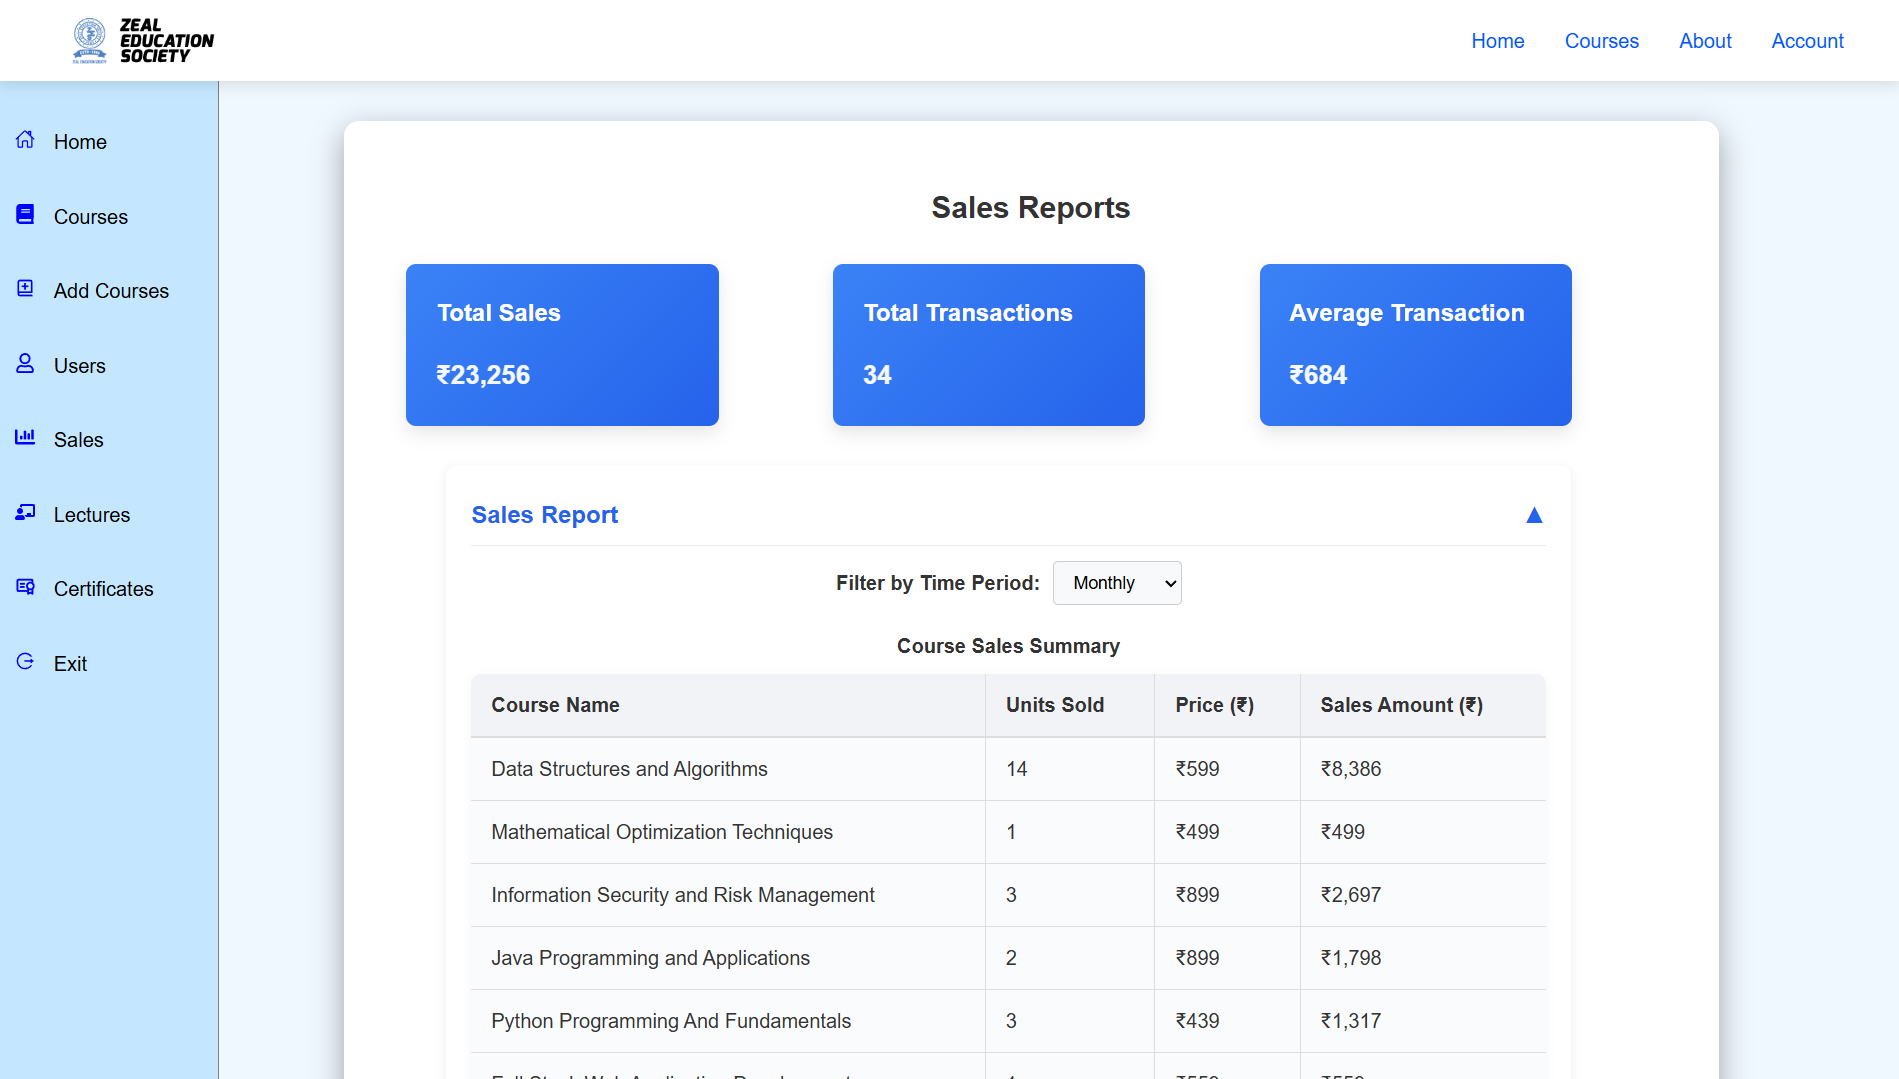 ZEAL
EDUCATION
SOCIETY
Home
Courses
About
Account
Home
Courses
Add Courses
Users
Sales
Lectures
Certificates
Exit
Sales Reports
Total Sales
₹23,256
Total Transactions
34
Average Transaction
₹684
Sales Report ▲
Filter by Time Period: Monthly
Course Sales Summary
Course Name Units Sold Price (₹) Sales Amount (₹)
Data Structures and Algorithms 14 ₹599 ₹8,386
Mathematical Optimization Techniques 1 ₹499 ₹499
Information Security and Risk Management 3 ₹899 ₹2,697
Java Programming and Applications 2 ₹899 ₹1,798
Python Programming And Fundamentals 3 ₹439 ₹1,317